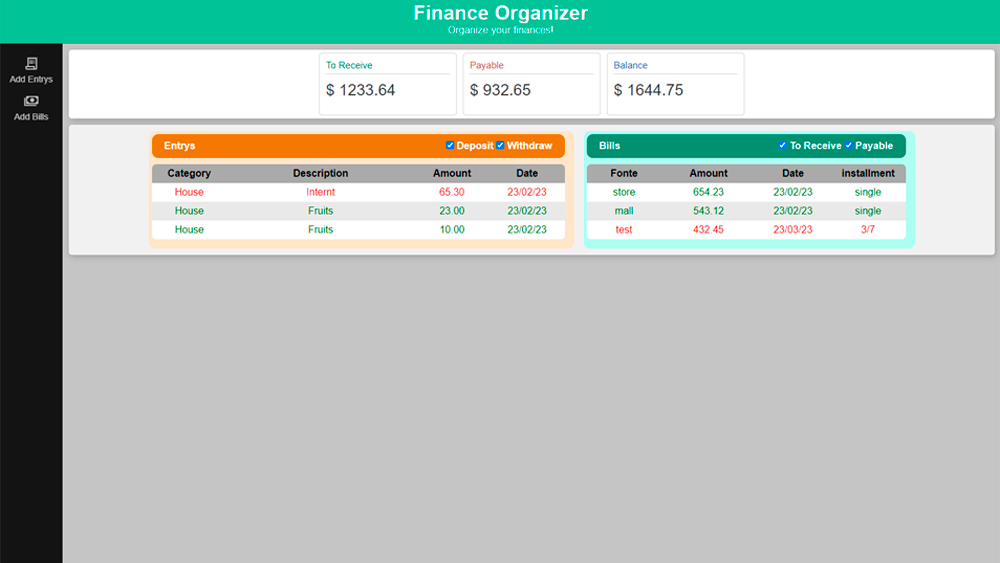 Finance Organizer
Organize your finances!
Add Entrys
Add Bills
To Receive
$ 1233.64
Payable
$ 932.65
Balance
$ 1644.75
Entrys Deposit Withdraw
Category Description Amount Date
House Internt 65.30 23/02/23
House Fruits 23.00 23/02/23
House Fruits 10.00 23/02/23
Bills To Receive Payable
Fonte Amount Date installment
store 654.23 23/02/23 single
mall 543.12 23/02/23 single
test 432.45 23/03/23 3/7